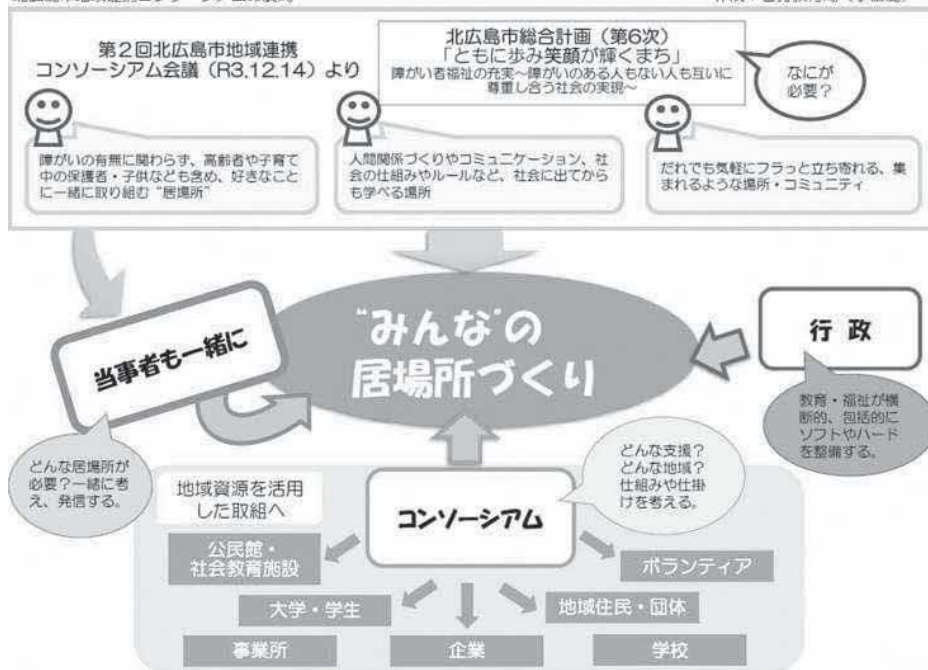 第２回北広島市地域連携
コンソーシアム会議（R3.12.14）より
北広島市総合計画（第6次）
「ともに歩み笑顔が輝くまち」
障がい者福祉の充実～障がいのある人もない人も互いに
尊重し合う社会の実現～
なにが
必要？
障がいの有無に関わらず、高齢者や子育て
中の保護者・子供なども含め、好きなこと
に一緒に取り組む“居場所”
人間関係づくりやコミュニケーション、社
会の仕組みやルールなど、社会に出てから
も学べる場所
だれでも気軽にフラっと立ち寄れる、集
まれるような場所・コミュニティ
“みんな”の
居場所づくり
当事者も一緒に
行 政
教育・福祉が横
断的、包括的に
ソフトやハード
を整備する。
どんな居場所が
必要？一緒に考
え、発信する。
どんな支援？
どんな地域？
仕組みや仕掛
けを考える。
地域資源を活用
した取組へ
コンソーシアム
公民館・
社会教育施設
ボランティア
大学・学生
地域住民・団体
事業所
企業
学校